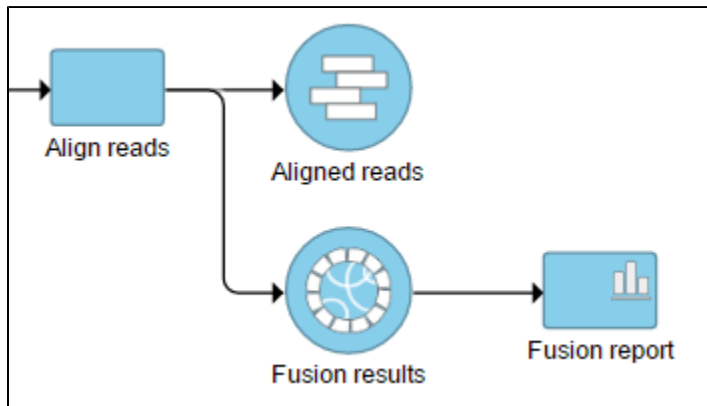 Align reads
Aligned reads
Fusion results
Fusion report